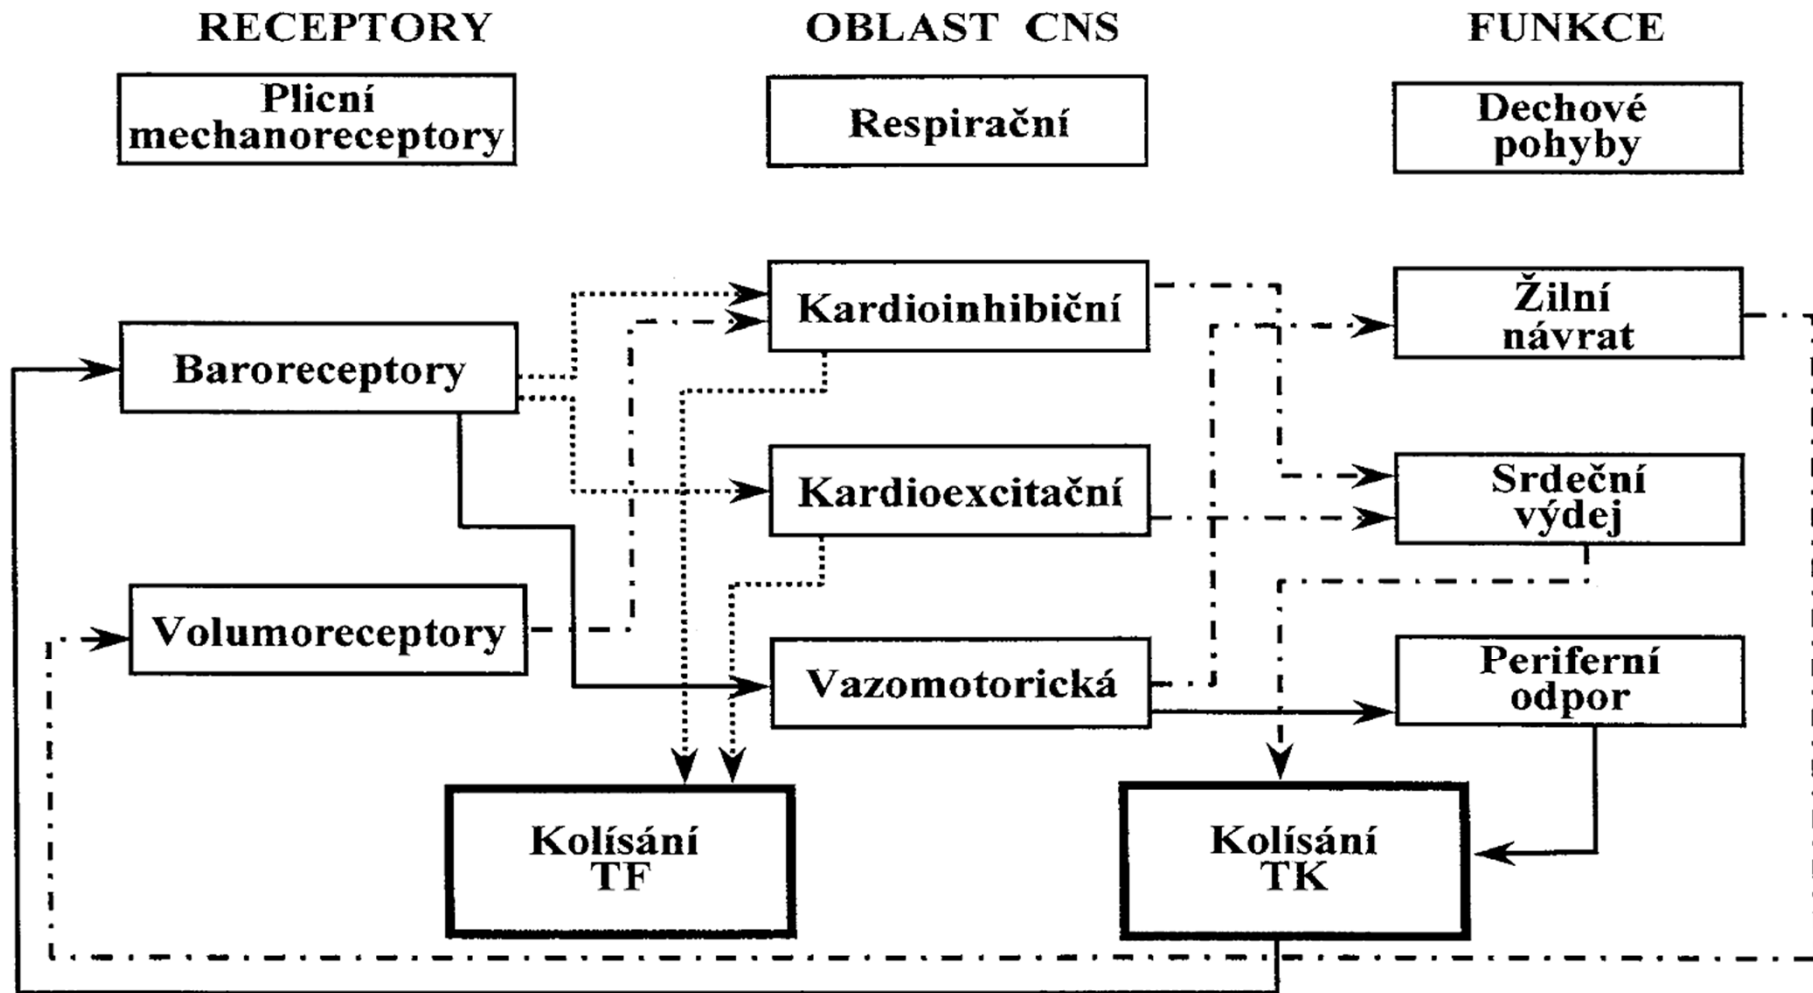 RECEPTORY
OBLAST CNS
FUNKCE
Plicní
mechanoreceptory
Respirační
Dechové
pohyby
Baroreceptory
Kardioinhibiční
Žilní
návrat
Kardioexcitační
Srdeční
výdej
Volumoreceptory
Vazomotorická
Periferní
odpor
Kolísání
TF
Kolísání
TK